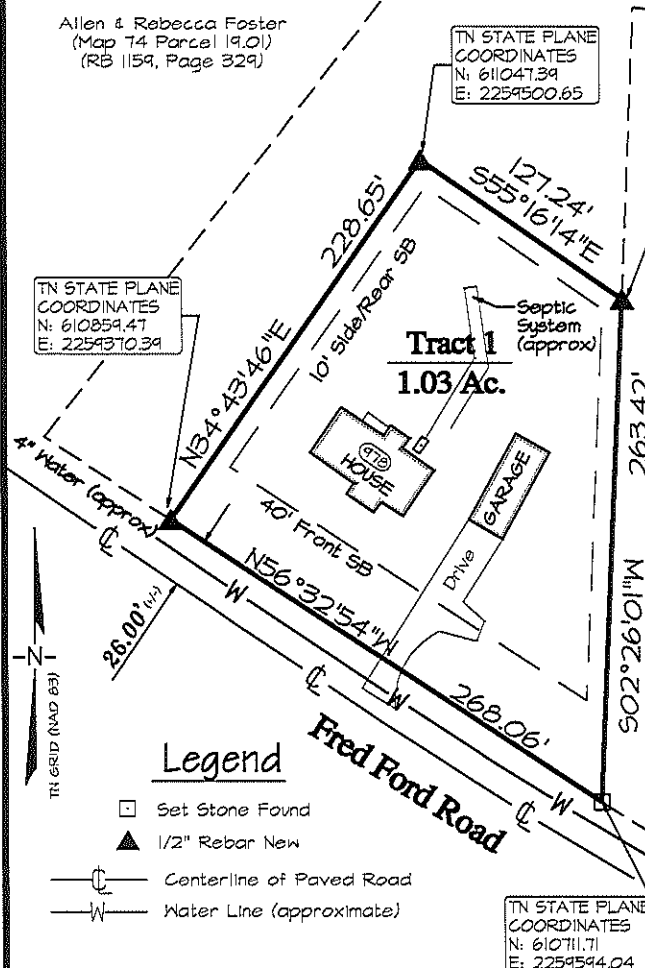 Allen & Rebecca Foster
(Map 74 Parcel 19.01)
(RB 1159, Page 329)
TN STATE PLANE
COORDINATES
N: 611047.39
E: 2259500.65
127.24'
S55°16'14"E
228.65'
N34°43'46"E
10' Side/Rear SB
TN STATE PLANE
COORDINATES
N: 610859.47
E: 2259370.39
Septic
System
(approx)
Tract 1
1.03 Ac.
263.42'
S02°26'01"W
978
HOUSE
GARAGE
Drive
4" Water (approx)
40' Front SB
N56°32'54"W
268.06'
26.00' (+/-)
W
W
W
Fred Ford Road
N
TN GRID (NAD 83)
Legend
Set Stone Found
1/2" Rebar New
Centerline of Paved Road
W Water Line (approximate)
TN STATE PLANE
COORDINATES
N: 610711.71
E: 2259594.04